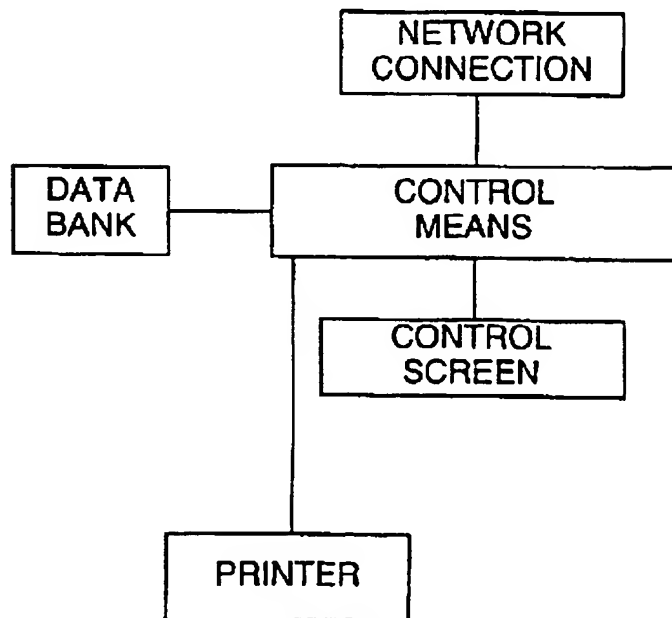 NETWORK
CONNECTION
DATA
BANK
CONTROL
MEANS
CONTROL
SCREEN
PRINTER